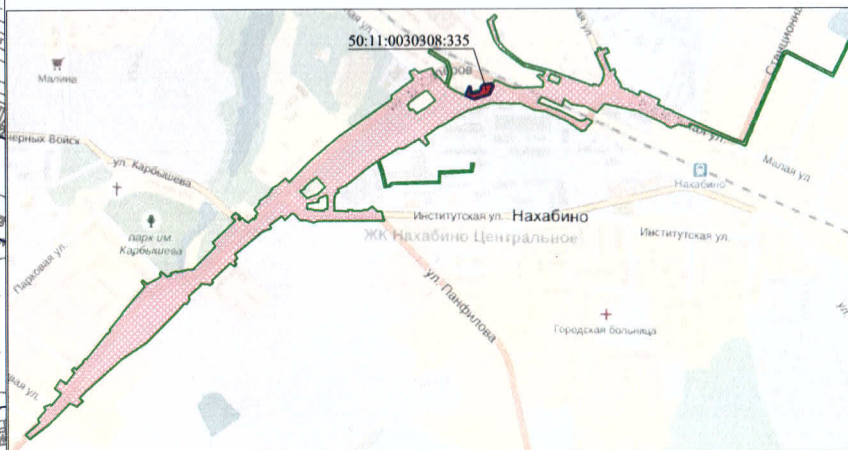 50:11:0030308:335
Малина
ул. Карбышева
парк им
Карбышева
Парковая ул.
Институтская ул.
Нахабино
ЖК Нахабино Центральное
ул. Панфилова
Городская больница
Институтская ул.
Нахабино
Малая ул
Войск
ул.